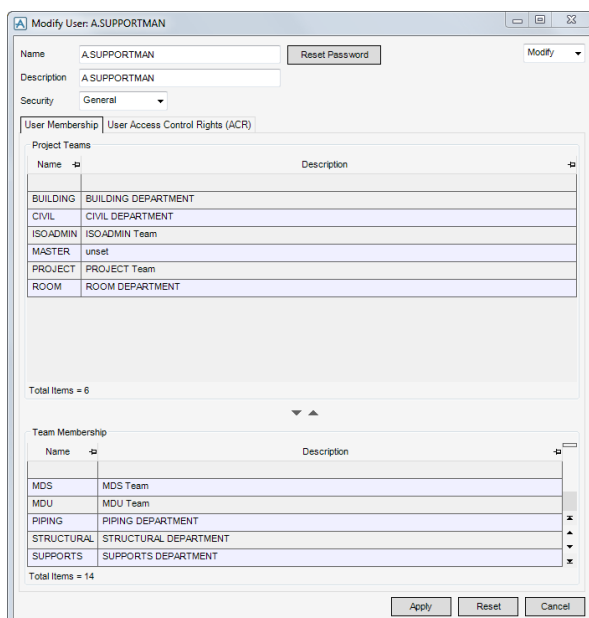 Modify User: A.SUPPORTMAN
Name A.SUPPORTMAN Reset Password Modify
Description A.SUPPORTMAN
Security General
User Membership User Access Control Rights (ACR)
Project Teams
Name Description
BUILDING BUILDING DEPARTMENT
CIVIL CIVIL DEPARTMENT
ISOADMIN ISOADMIN Team
MASTER unset
PROJECT PROJECT Team
ROOM ROOM DEPARTMENT
Total Items = 6
Team Membership
Name Description
MDS MDS Team
MDU MDU Team
PIPING PIPING DEPARTMENT
STRUCTURAL STRUCTURAL DEPARTMENT
SUPPORTS SUPPORTS DEPARTMENT
Total Items = 14
Apply Reset Cancel